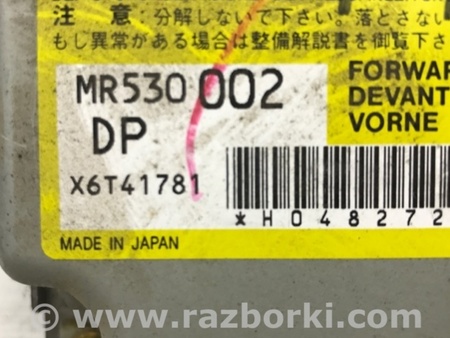 注 意:分解しないで下さい。落とさない
もし異常がある場合は整備解説書を御覧下さ
MR530 002
DP
X6T41781
FORWAR
DEVANT
VORNE
*H048272
MADE IN JAPAN
www.razborki.com